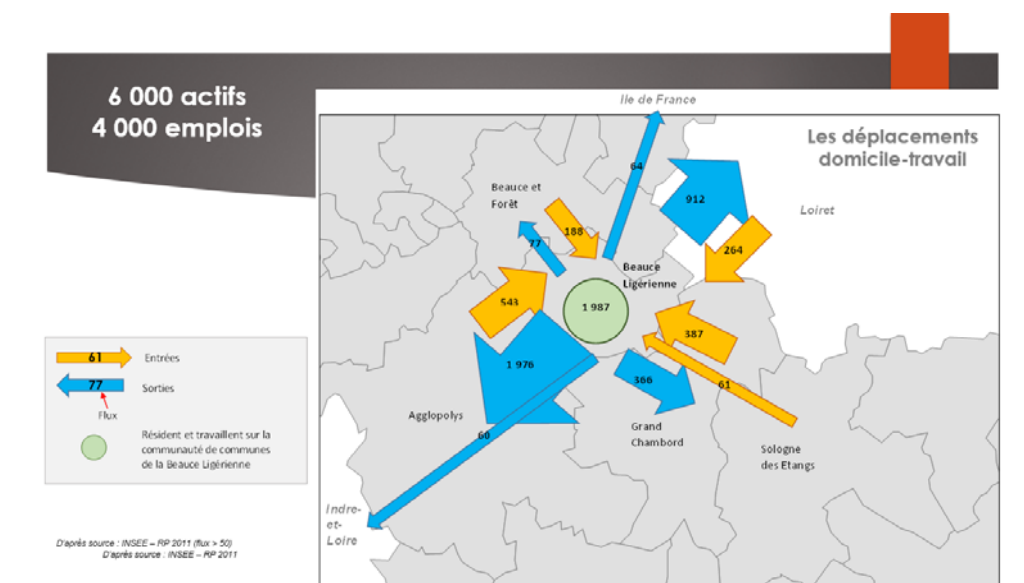 6 000 actifs
4 000 emplois
Les déplacements
domicile-travail
Ile de France
64
912
Loiret
264
Beauce et
Forêt
188
77
Beauce
Ligérienne
543
1 987
387
1 976
366
61
Agglopolys
60
Grand
Chambord
Sologne
des Etangs
Indre-
et-
Loire
61
Entrées
77
Sorties
Flux
Résident et travaillent sur la
communauté de communes
de la Beauce Ligérienne
D'après source : INSEE – RP 2011 (flux > 50)
D'après source : INSEE – RP 2011